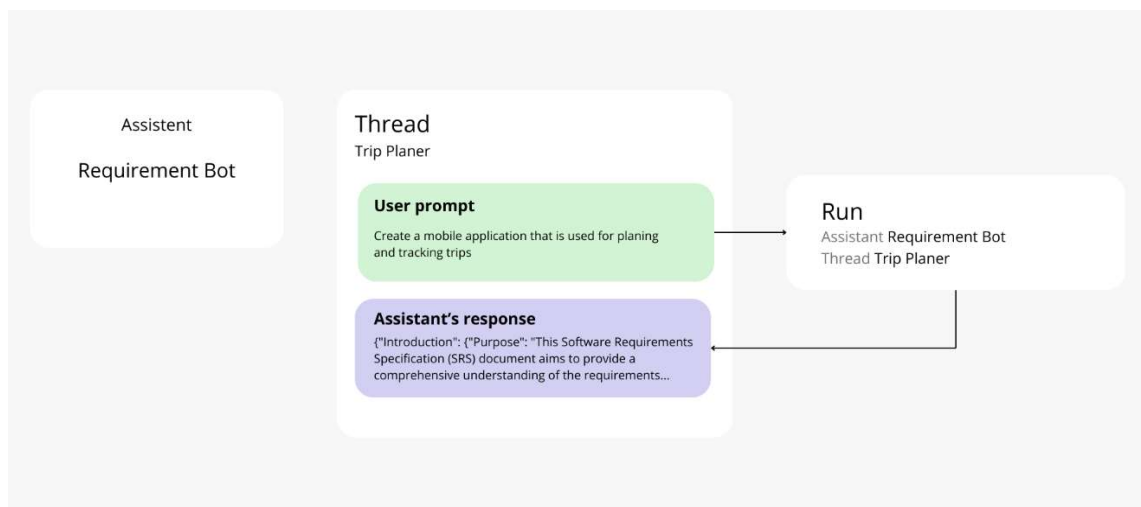 Assistent
Requirement Bot
Thread
Trip Planer
User prompt
Create a mobile application that is used for planing
and tracking trips
Assistant’s response
{"Introduction": {"Purpose": "This Software Requirements
Specification (SRS) document aims to provide a
comprehensive understanding of the requirements...
Run
Assistant Requirement Bot
Thread Trip Planer